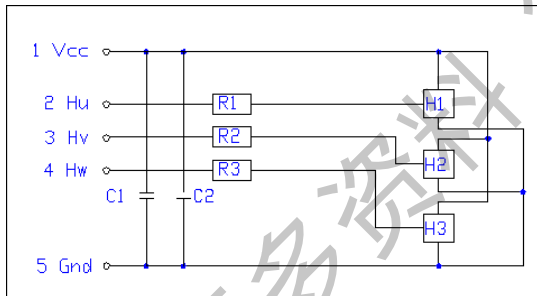 1 Vcc
2 Hu R1 H1
3 Hv R2 H2
4 Hw R3
C1 C2
H3
5 Gnd
多资料